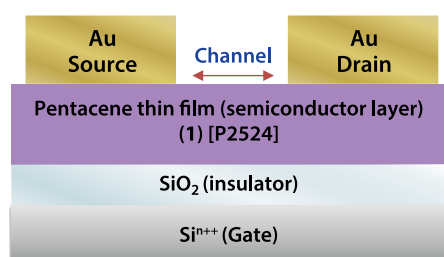 Au
Source
Channel
Au
Drain
Pentacene thin film (semiconductor layer)
(1) [P2524]
SiO₂ (insulator)
Siⁿ⁺⁺ (Gate)